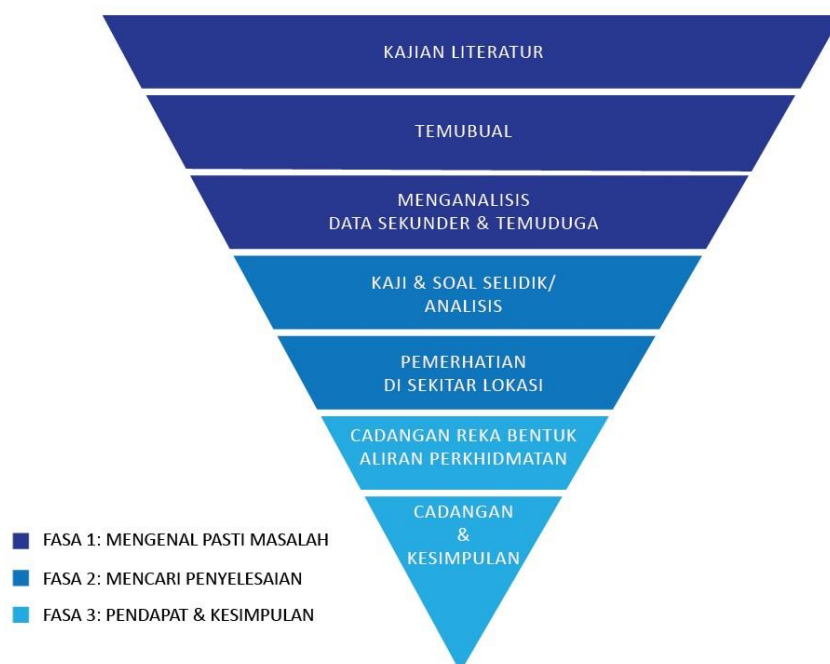 KAJIAN LITERATUR
TEMUBUAL
MENGANALISIS
DATA SEKUNDER & TEMUDUGA
KAJI & SOAL SELIDIK/
ANALISIS
PEMERHATIAN
DI SEKITAR LOKASI
CADANGAN REKA BENTUK
ALIRAN PERKHIDMATAN
CADANGAN
&
KESIMPULAN
FASA 1: MENGENAL PASTI MASALAH
FASA 2: MENCARI PENYELESAIAN
FASA 3: PENDAPAT & KESIMPULAN